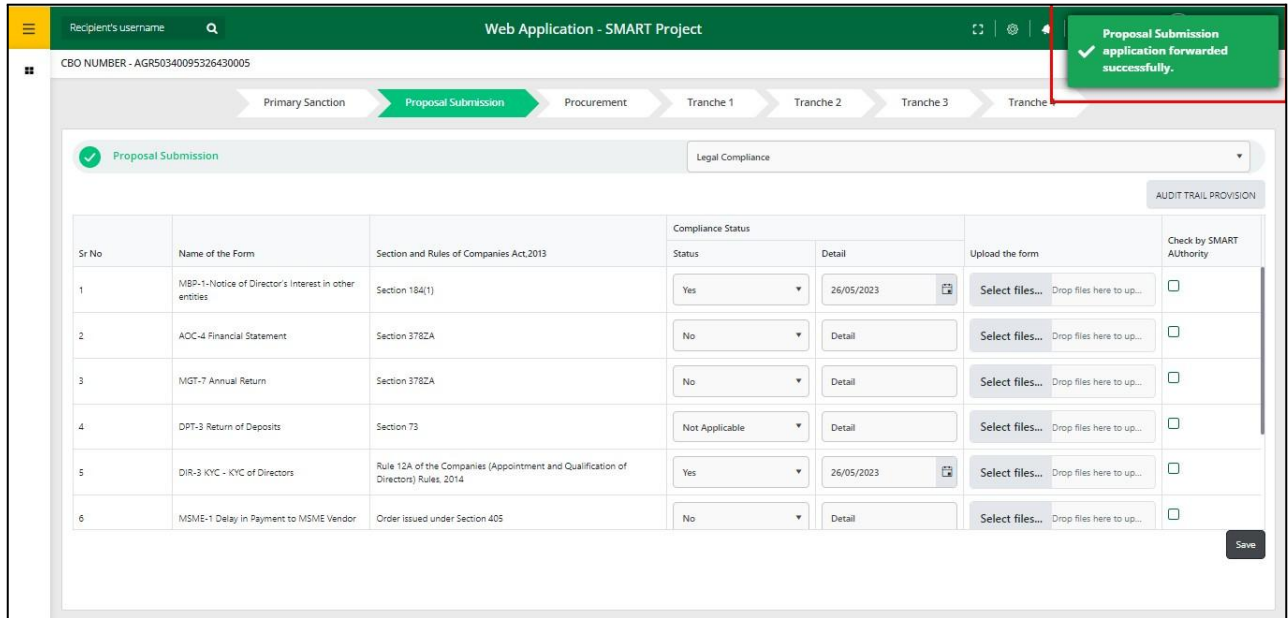 Recipient's username
Web Application - SMART Project
Proposal Submission
application forwarded
successfully.
CBO NUMBER - AGR50340095326430005
Primary Sanction
Proposal Submission
Procurement
Tranche 1
Tranche 2
Tranche 3
Tranche
Proposal Submission
Legal Compliance
AUDIT TRAIL PROVISION
Compliance Status
Sr No
Name of the Form
Section and Rules of Companies Act,2013
Status
Detail
Upload the form
Check by SMART
AUthority
1
MBP-1-Notice of Director's Interest in other
entities
Section 184(1)
Yes
26/05/2023
Select files... Drop files here to up...
2
AOC-4 Financial Statement
Section 378ZA
No
Detail
Select files... Drop files here to up...
3
MGT-7 Annual Return
Section 378ZA
No
Detail
Select files... Drop files here to up...
4
DPT-3 Return of Deposits
Section 73
Not Applicable
Detail
Select files... Drop files here to up...
5
DIR-3 KYC - KYC of Directors
Rule 12A of the Companies (Appointment and Qualification of
Directors) Rules, 2014
Yes
26/05/2023
Select files... Drop files here to up...
6
MSME-1 Delay in Payment to MSME Vendor
Order issued under Section 405
No
Detail
Select files... Drop files here to up...
Save